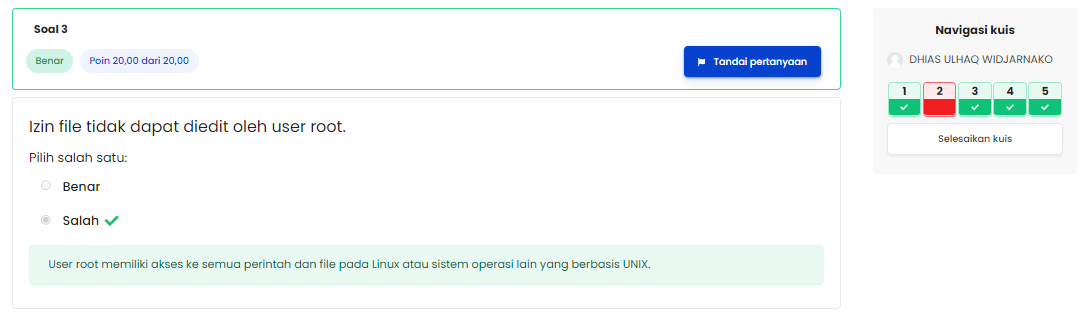 Soal 3
Benar
Poin 20,00 dari 20,00
Tandai pertanyaan
Izin file tidak dapat diedit oleh user root.
Pilih salah satu:
Benar
Salah
User root memiliki akses ke semua perintah dan file pada Linux atau sistem operasi lain yang berbasis UNIX.
Navigasi kuis
DHIAS ULHAQ WIDJARNAKO
1 2 3 4 5
Selesaikan kuis